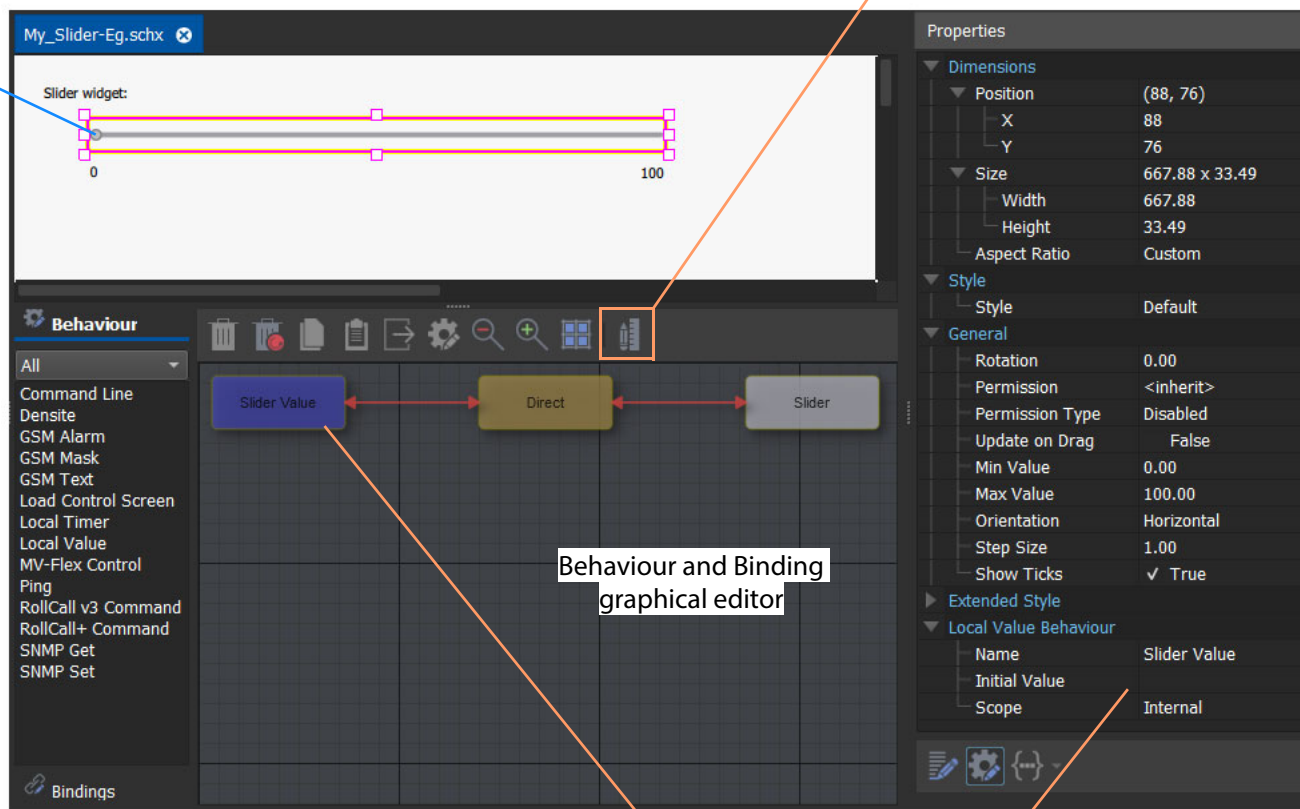 My_Slider-Eg.schx
Slider widget:
0
100
Behaviour
All
Command Line
Densite
GSM Alarm
GSM Mask
GSM Text
Load Control Screen
Local Timer
Local Value
MV-Flex Control
Ping
RollCall v3 Command
RollCall+ Command
SNMP Get
SNMP Set
Bindings
Slider Value
Direct
Slider
Behaviour and Binding
graphical editor
Properties
Dimensions
Position (88, 76)
X 88
Y 76
Size 667.88 x 33.49
Width 667.88
Height 33.49
Aspect Ratio Custom
Style
Style Default
General
Rotation 0.00
Permission <inherit>
Permission Type Disabled
Update on Drag False
Min Value 0.00
Max Value 100.00
Orientation Horizontal
Step Size 1.00
Show Ticks ✓ True
Extended Style
Local Value Behaviour
Name Slider Value
Initial Value
Scope Internal